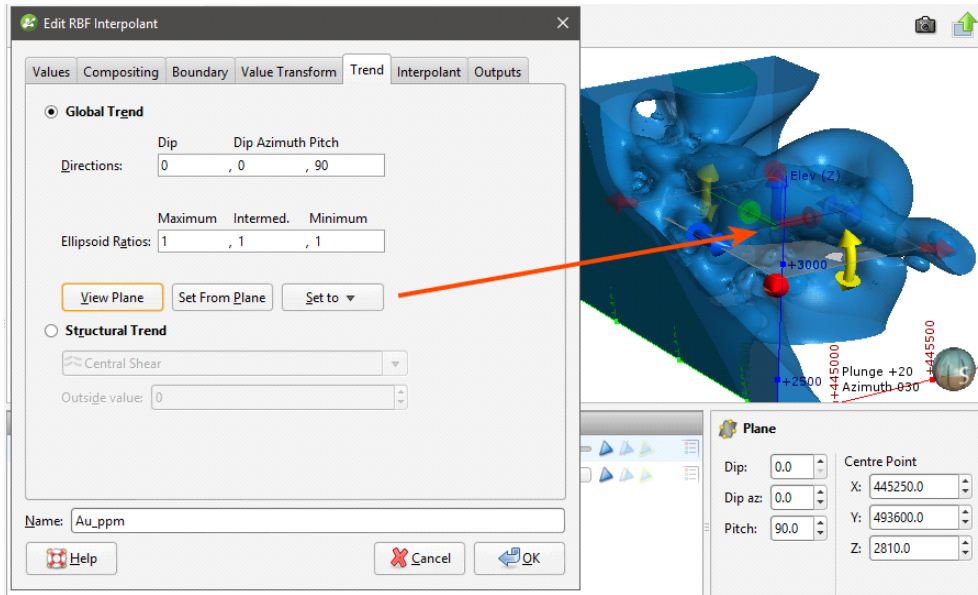 Edit RBF Interpolant
Values Compositing Boundary Value Transform Trend Interpolant Outputs
Global Trend
Dip Dip Azimuth Pitch
Directions: 0 , 0 , 90
Maximum Intermed. Minimum
Ellipsoid Ratios: 1 , 1 , 1
View Plane Set From Plane Set to
Structural Trend
Central Shear
Outside value: 0
Name: Au_ppm
Help Cancel OK
Elev (Z)
+3000
+2500
+445000
+445500
Plunge +20
Azimuth 030
S
Plane
Dip: 0.0
Dip az: 0.0
Pitch: 90.0
Centre Point
X: 445250.0
Y: 493600.0
Z: 2810.0